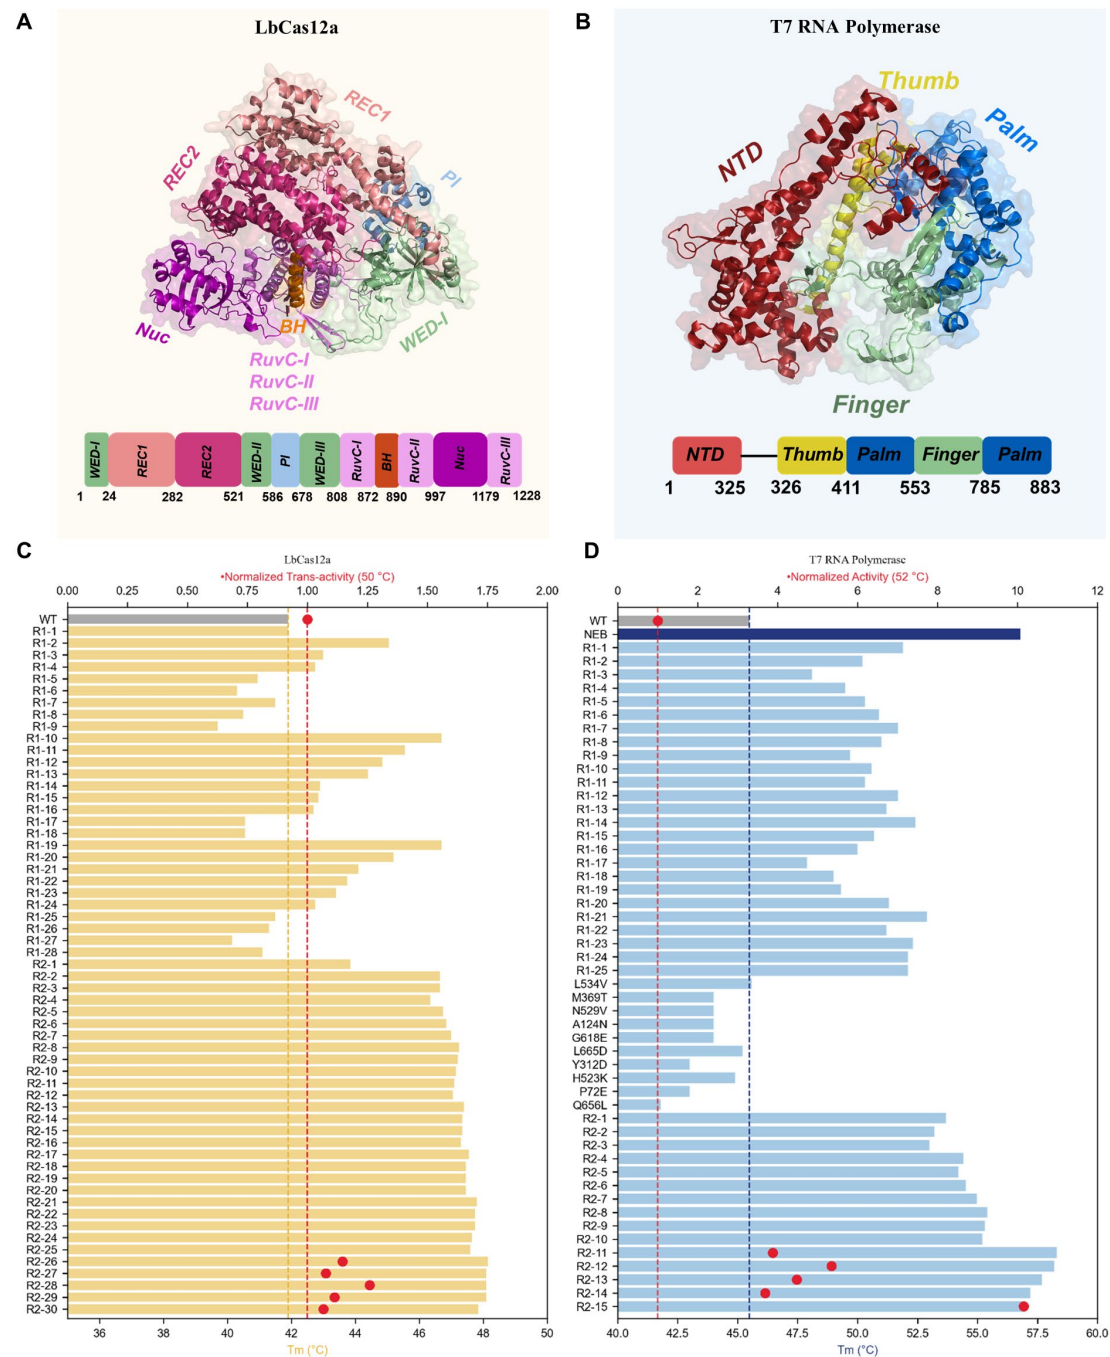 A
LbCas12a
REC1
REC2
PI
Nuc
BH
WED-I
RuvC-I
RuvC-II
RuvC-III
WED-I REC1 REC2 WED-II PI WED-III RuvC-I BH RuvC-II Nuc RuvC-III
1 24 282 521 586 678 808 872 890 997 1179 1228
B
T7 RNA Polymerase
Thumb
Palm
NTD
Finger
NTD Thumb Palm Finger Palm
1 325 326 411 553 785 883
C
LbCas12a
•Normalized Trans-activity (50 °C)
0.00 0.25 0.50 0.75 1.00 1.25 1.50 1.75 2.00
WT
R1-1
R1-2
R1-3
R1-4
R1-5
R1-6
R1-7
R1-8
R1-9
R1-10
R1-11
R1-12
R1-13
R1-14
R1-15
R1-16
R1-17
R1-18
R1-19
R1-20
R1-21
R1-22
R1-23
R1-24
R1-25
R1-26
R1-27
R1-28
R2-1
R2-2
R2-3
R2-4
R2-5
R2-6
R2-7
R2-8
R2-9
R2-10
R2-11
R2-12
R2-13
R2-14
R2-15
R2-16
R2-17
R2-18
R2-19
R2-20
R2-21
R2-22
R2-23
R2-24
R2-25
R2-26
R2-27
R2-28
R2-29
R2-30
36 38 40 42 44 46 48 50
Tm (°C)
D
T7 RNA Polymerase
•Normalized Activity (52 °C)
0 2 4 6 8 10 12
WT
NEB
R1-1
R1-2
R1-3
R1-4
R1-5
R1-6
R1-7
R1-8
R1-9
R1-10
R1-11
R1-12
R1-13
R1-14
R1-15
R1-16
R1-17
R1-18
R1-19
R1-20
R1-21
R1-22
R1-23
R1-24
R1-25
L534V
M369T
N529V
A124N
G618E
L665D
Y312D
H523K
P72E
Q656L
R2-1
R2-2
R2-3
R2-4
R2-5
R2-6
R2-7
R2-8
R2-9
R2-10
R2-11
R2-12
R2-13
R2-14
R2-15
40.0 42.5 45.0 47.5 50.0 52.5 55.0 57.5 60.0
Tm (°C)